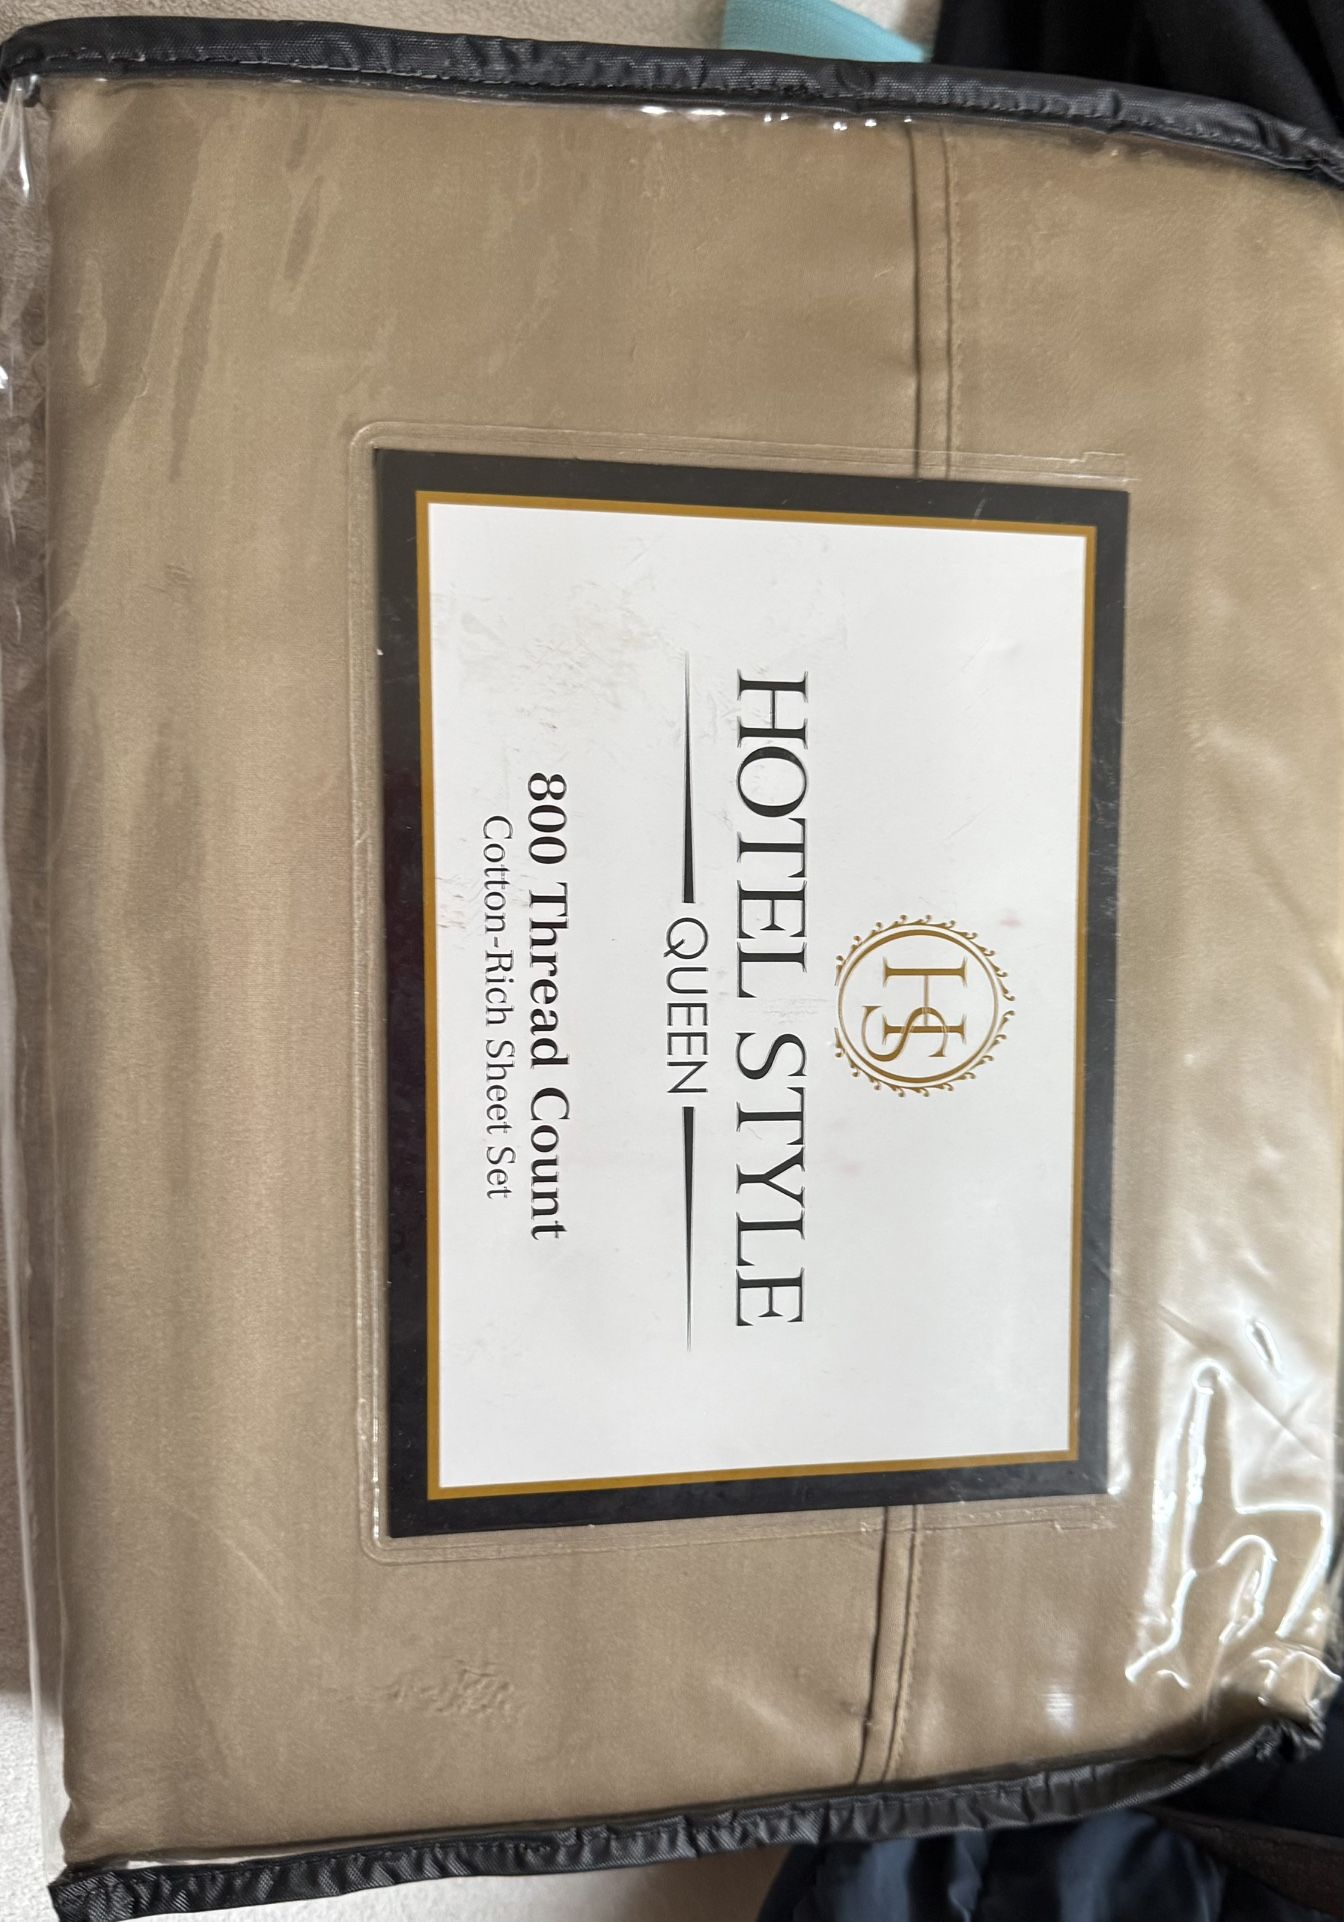 HS
HOTEL STYLE
QUEEN
800 Thread Count
Cotton-Rich Sheet Set